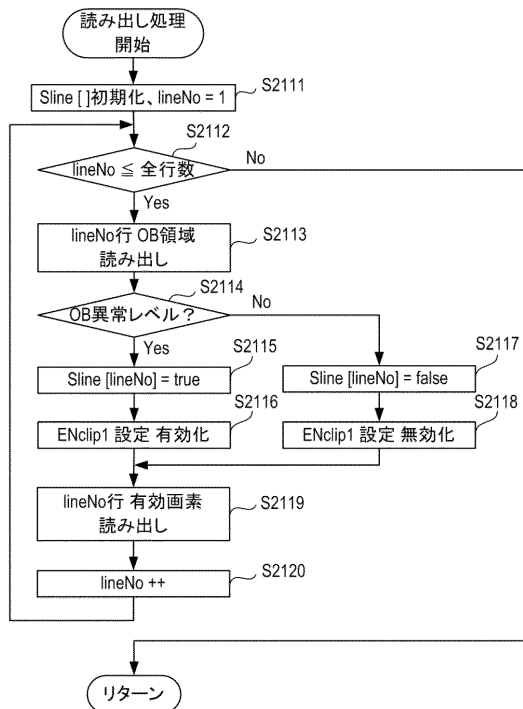 読み出し処理
開始
Sline [ ]初期化、lineNo = 1
S2111
S2112
lineNo ≦ 全行数
No
Yes
lineNo行 OB領域
読み出し
S2113
S2114
OB異常レベル？
No
Yes
S2115
Sline [lineNo] = true
S2117
Sline [lineNo] = false
S2116
ENclip1 設定 有効化
S2118
ENclip1 設定 無効化
lineNo行 有効画素
読み出し
S2119
lineNo ++
S2120
リターン